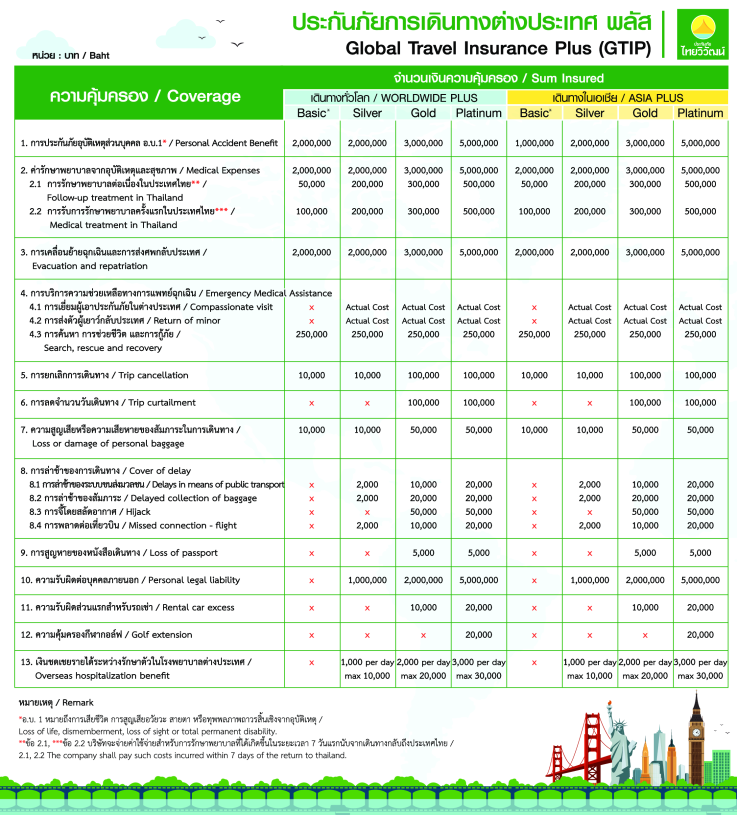 ประกันภัยการเดินทางต่างประเทศ พลัส
Global Travel Insurance Plus (GTIP)
ประกันภัย
ไทยวิวัฒน์
หน่วย : บาท / Baht
ความคุ้มครอง / Coverage
จำนวนเงินความคุ้มครอง / Sum Insured
เดินทางทั่วโลก / WORLDWIDE PLUS เดินทางในเอเชีย / ASIA PLUS
Basic* Silver Gold Platinum Basic* Silver Gold Platinum
1. การประกันภัยอุบัติเหตุส่วนบุคคล อ.บ.1* / Personal Accident Benefit 2,000,000 2,000,000 3,000,000 5,000,000 1,000,000 2,000,000 3,000,000 5,000,000
2. ค่ารักษาพยาบาลจากอุบัติเหตุและสุขภาพ / Medical Expenses 2,000,000 2,000,000 3,000,000 5,000,000 2,000,000 2,000,000 3,000,000 5,000,000
2.1 การรักษาพยาบาลต่อเนื่องในประเทศไทย** / 50,000 200,000 300,000 500,000 50,000 200,000 300,000 500,000
Follow-up treatment in Thailand
2.2 การรับการรักษาพยาบาลครั้งแรกในประเทศไทย*** / 100,000 200,000 300,000 500,000 100,000 200,000 300,000 500,000
Medical treatment in Thailand
3. การเคลื่อนย้ายฉุกเฉินและการส่งศพกลับประเทศ / 2,000,000 2,000,000 3,000,000 5,000,000 2,000,000 2,000,000 3,000,000 5,000,000
Evacuation and repatriation
4. การบริการความช่วยเหลือทางการแพทย์ฉุกเฉิน / Emergency Medical Assistance
4.1 การเยี่ยมผู้เอาประกันภัยในต่างประเทศ / Compassionate visit x Actual Cost Actual Cost Actual Cost x Actual Cost Actual Cost Actual Cost
4.2 การส่งตัวผู้เยาว์กลับประเทศ / Return of minor x Actual Cost Actual Cost Actual Cost x Actual Cost Actual Cost Actual Cost
4.3 การค้นหา การช่วยชีวิต และการกู้ภัย / 250,000 250,000 250,000 250,000 250,000 250,000 250,000 250,000
Search, rescue and recovery
5. การยกเลิกการเดินทาง / Trip cancellation 10,000 10,000 100,000 100,000 10,000 10,000 100,000 100,000
6. การลดจำนวนวันเดินทาง / Trip curtailment x x 100,000 100,000 x x 100,000 100,000
7. ความสูญเสียหรือความเสียหายของสัมภาระในการเดินทาง / 10,000 10,000 50,000 50,000 10,000 10,000 50,000 50,000
Loss or damage of personal baggage
8. การล่าช้าของการเดินทาง / Cover of delay
8.1 การล่าช้าของระบบขนส่งมวลชน / Delays in means of public transport x 2,000 10,000 20,000 x 2,000 10,000 20,000
8.2 การล่าช้าของสัมภาระ / Delayed collection of baggage x 2,000 20,000 20,000 x 2,000 20,000 20,000
8.3 การจี้โดยสลัดอากาศ / Hijack x x 50,000 50,000 x x 50,000 50,000
8.4 การพลาดต่อเที่ยวบิน / Missed connection - flight x 2,000 10,000 20,000 x 2,000 10,000 20,000
9. การสูญหายของหนังสือเดินทาง / Loss of passport x x 5,000 5,000 x x 5,000 5,000
10. ความรับผิดต่อบุคคลภายนอก / Personal legal liability x 1,000,000 2,000,000 5,000,000 x 1,000,000 2,000,000 5,000,000
11. ความรับผิดส่วนแรกสำหรับรถเช่า / Rental car excess x x 10,000 20,000 x x 10,000 20,000
12. ความคุ้มครองกีฬากอล์ฟ / Golf extension x x x 20,000 x x x 20,000
13. เงินชดเชยรายได้ระหว่างรักษาตัวในโรงพยาบาลต่างประเทศ / x 1,000 per day 2,000 per day 3,000 per day x 1,000 per day 2,000 per day 3,000 per day
Overseas hospitalization benefit max 10,000 max 20,000 max 30,000 max 10,000 max 20,000 max 30,000
หมายเหตุ / Remark
*อ.บ. 1 หมายถึงการเสียชีวิต การสูญเสียอวัยวะ สายตา หรือทุพพลภาพถาวรสิ้นเชิงจากอุบัติเหตุ /
Loss of life, dismemberment, loss of sight or total permanent disability.
**ข้อ 2.1, ***ข้อ 2.2 บริษัทจะจ่ายค่าใช้จ่ายสำหรับการรักษาพยาบาลที่ได้เกิดขึ้นในระยะเวลา 7 วันแรกนับจากเดินทางกลับถึงประเทศไทย /
2.1, 2.2 The company shall pay such costs incurred within 7 days of the return to thailand.